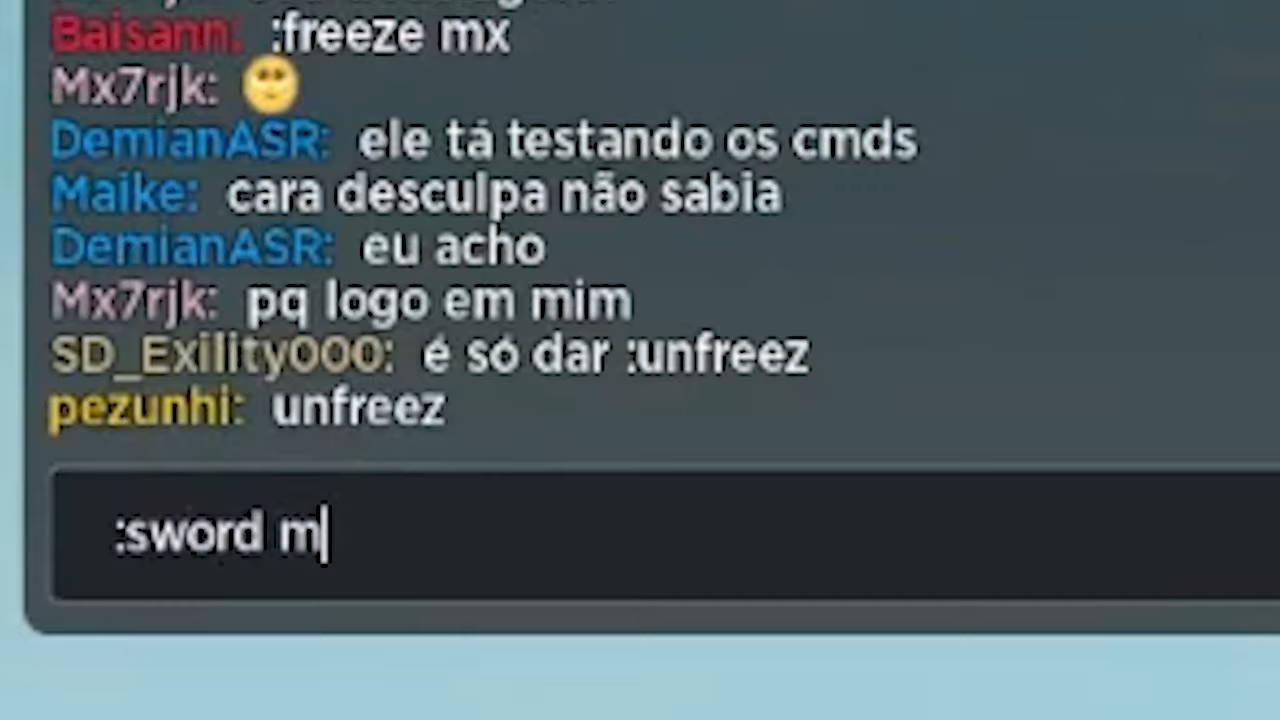 Baisann: :freeze mx
Mx7rjk: 🙂
DemianASR: ele tá testando os cmds
Maike: cara desculpa não sabia
DemianASR: eu acho
Mx7rjk: pq logo em mim
SD_Exility000: é só dar :unfreez
pezunhi: unfreez
:sword m